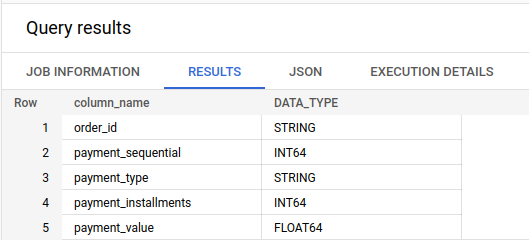 Query results
JOB INFORMATION RESULTS JSON EXECUTION DETAILS
Row column_name DATA_TYPE
1 order_id STRING
2 payment_sequential INT64
3 payment_type STRING
4 payment_installments INT64
5 payment_value FLOAT64